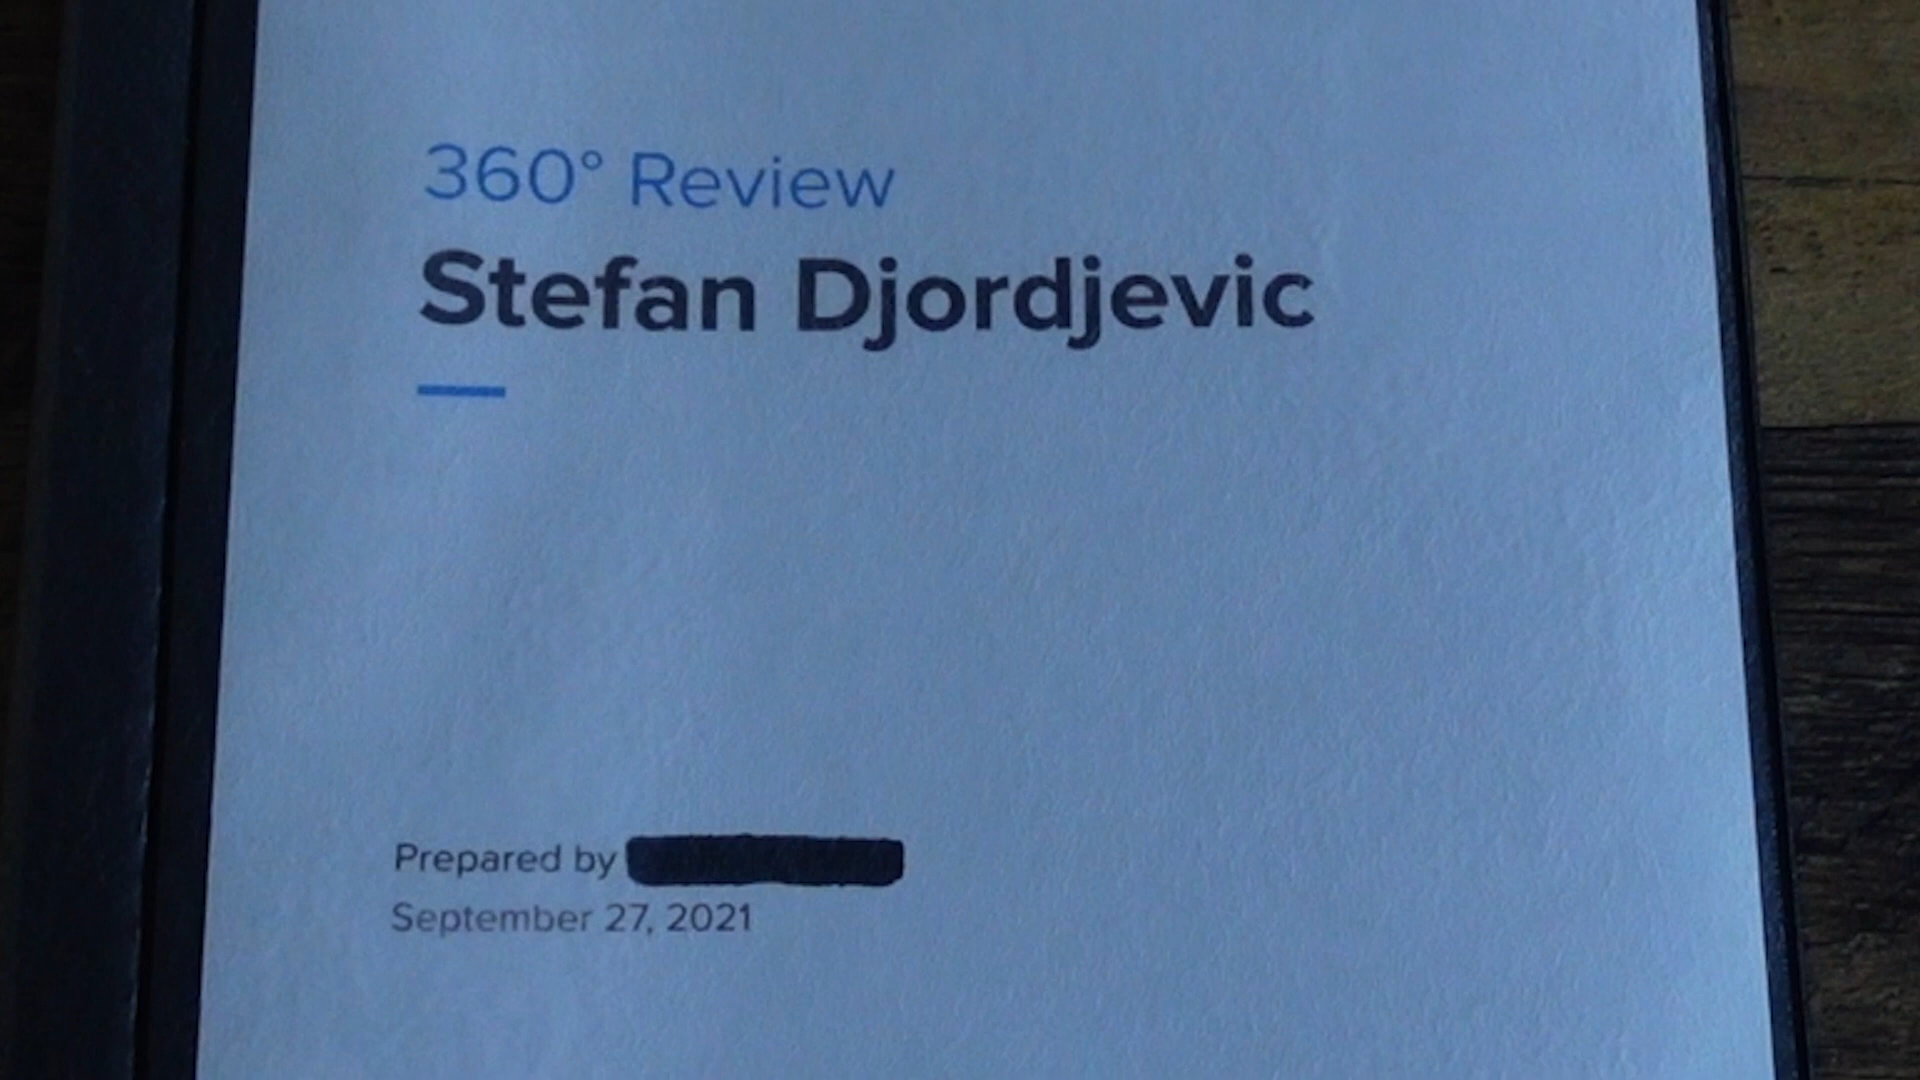 360° Review
Stefan Djordjevic
Prepared by
September 27, 2021